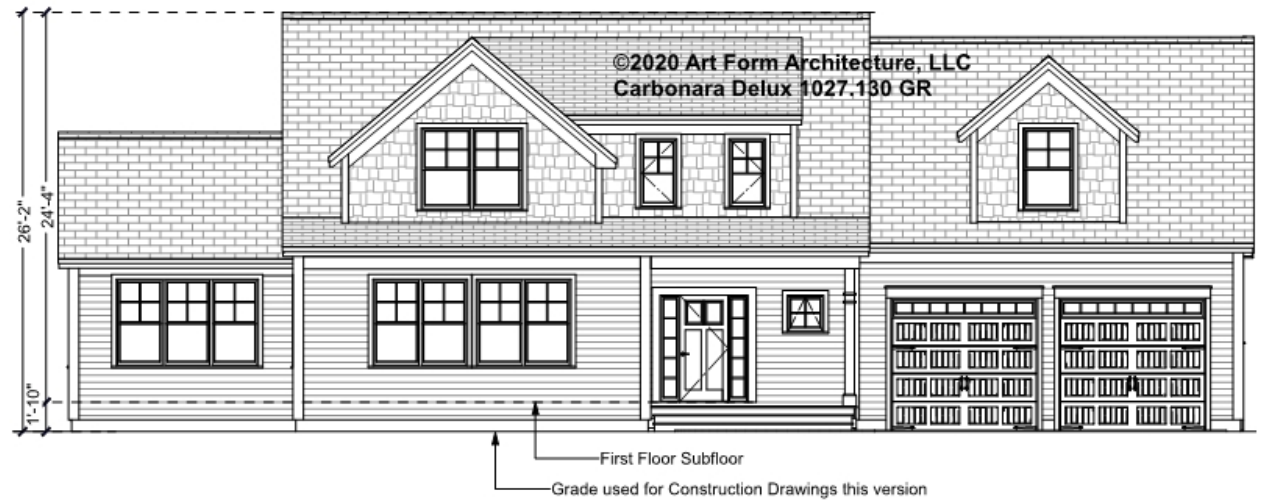 ©2020 Art Form Architecture, LLC
Carbonara Delux 1027.130 GR
26'-2"
24'-4"
1'-10"
First Floor Subfloor
Grade used for Construction Drawings this version